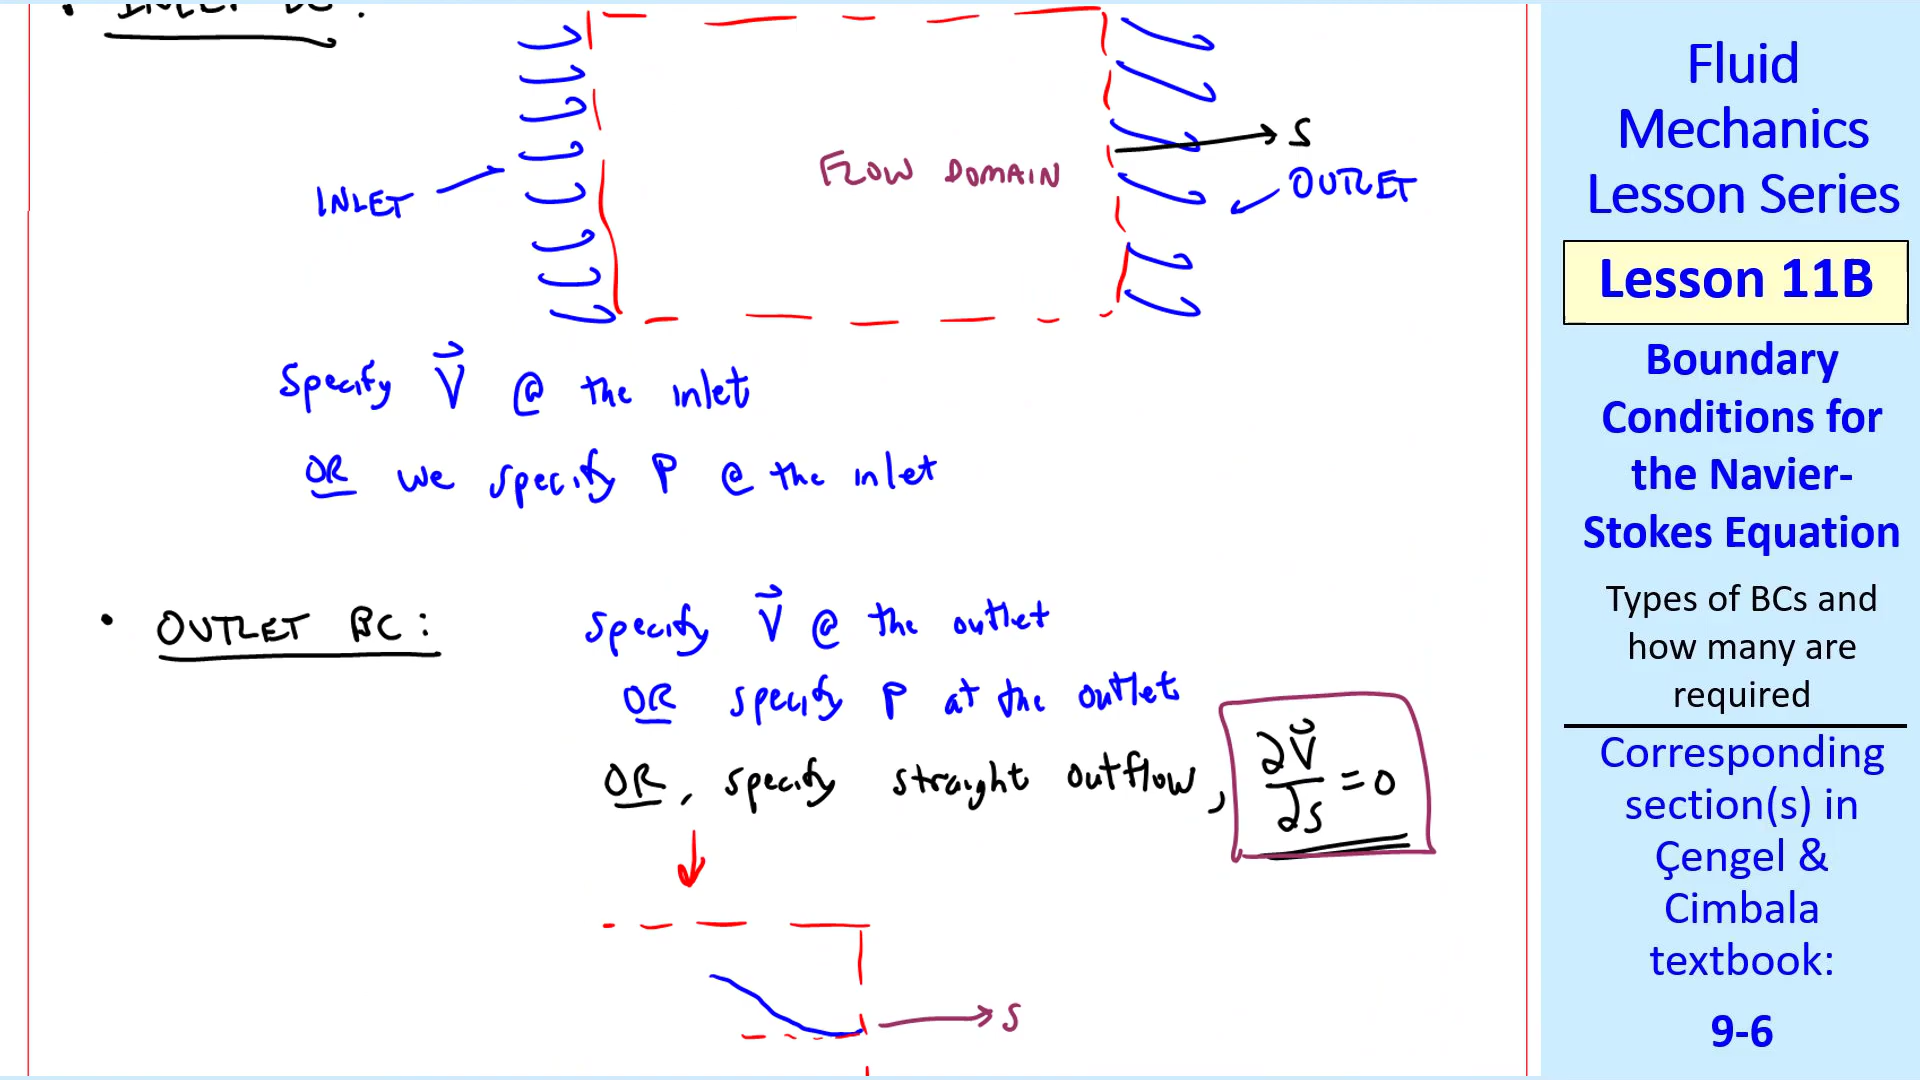 INLET BC:
S
FLOW DOMAIN
INLET
OUTLET
Specify V⃗ @ the inlet
OR we specify P @ the inlet
• OUTLET BC:
specify V⃗ @ the outlet
OR specify P at the outlet
OR, specify straight outflow, ∂V⃗/∂s = 0
S
Fluid
Mechanics
Lesson Series
Lesson 11B
Boundary
Conditions for
the Navier-
Stokes Equation
Types of BCs and
how many are
required
Corresponding
section(s) in
Çengel &
Cimbala
textbook:
9-6